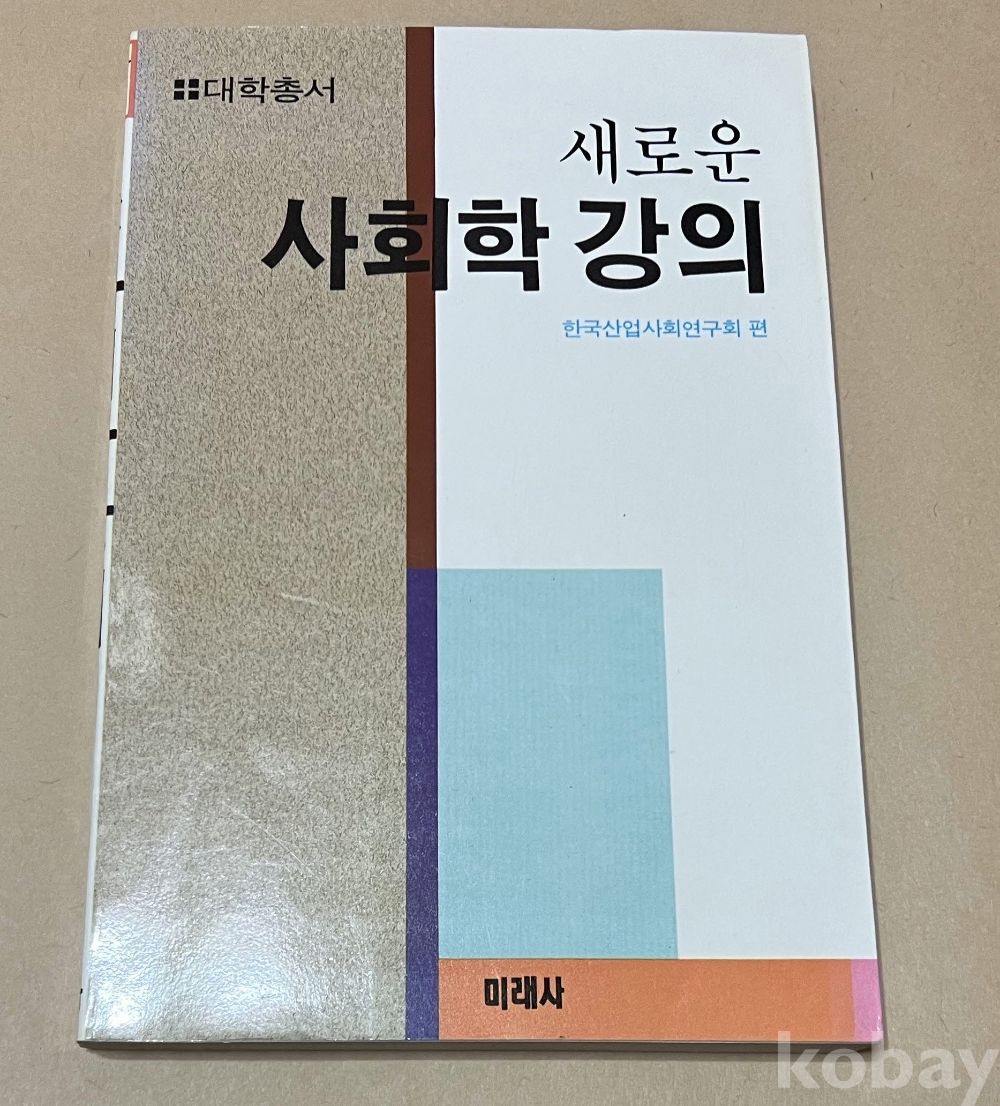 대학총서
새로운
사회학 강의
한국산업사회연구회 편
미래사
kobay